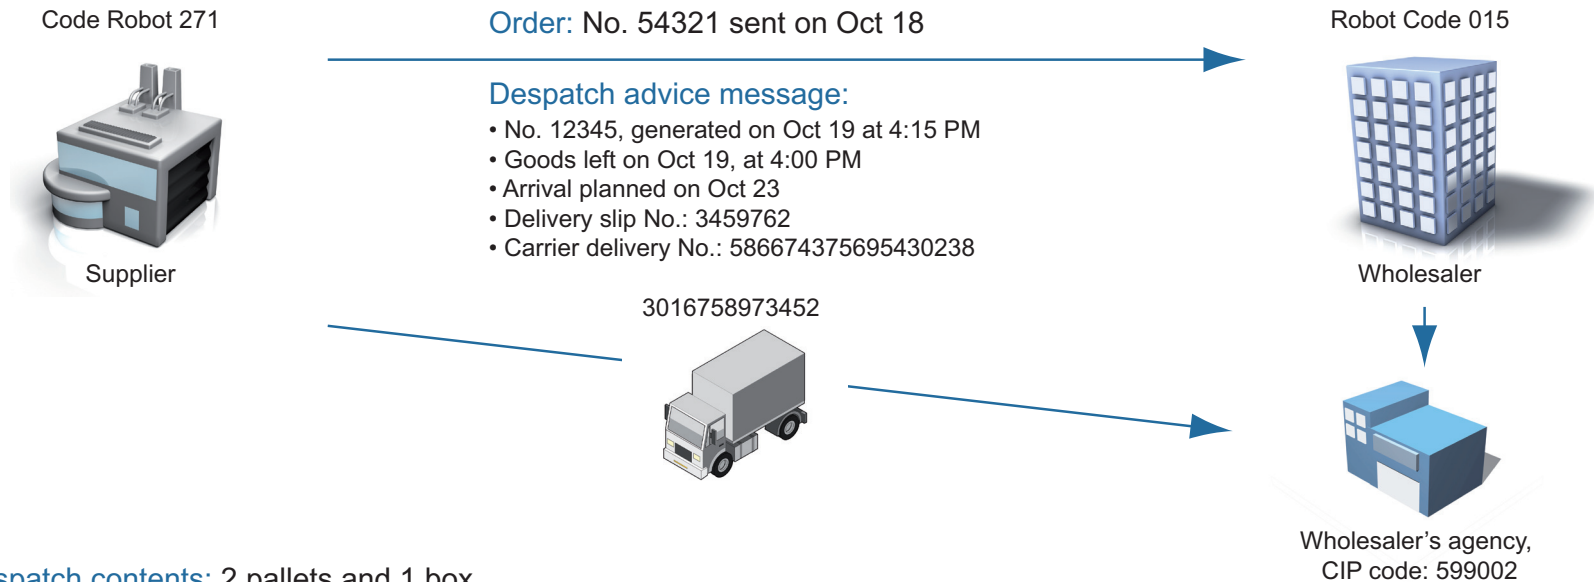 Code Robot 271
Order: No. 54321 sent on Oct 18
Robot Code 015
Despatch advice message:
• No. 12345, generated on Oct 19 at 4:15 PM
• Goods left on Oct 19, at 4:00 PM
• Arrival planned on Oct 23
• Delivery slip No.: 3459762
• Carrier delivery No.: 586674375695430238
Supplier
Wholesaler
3016758973452
Wholesaler's agency,
CIP code: 599002
spatch contents: 2 pallets and 1 box